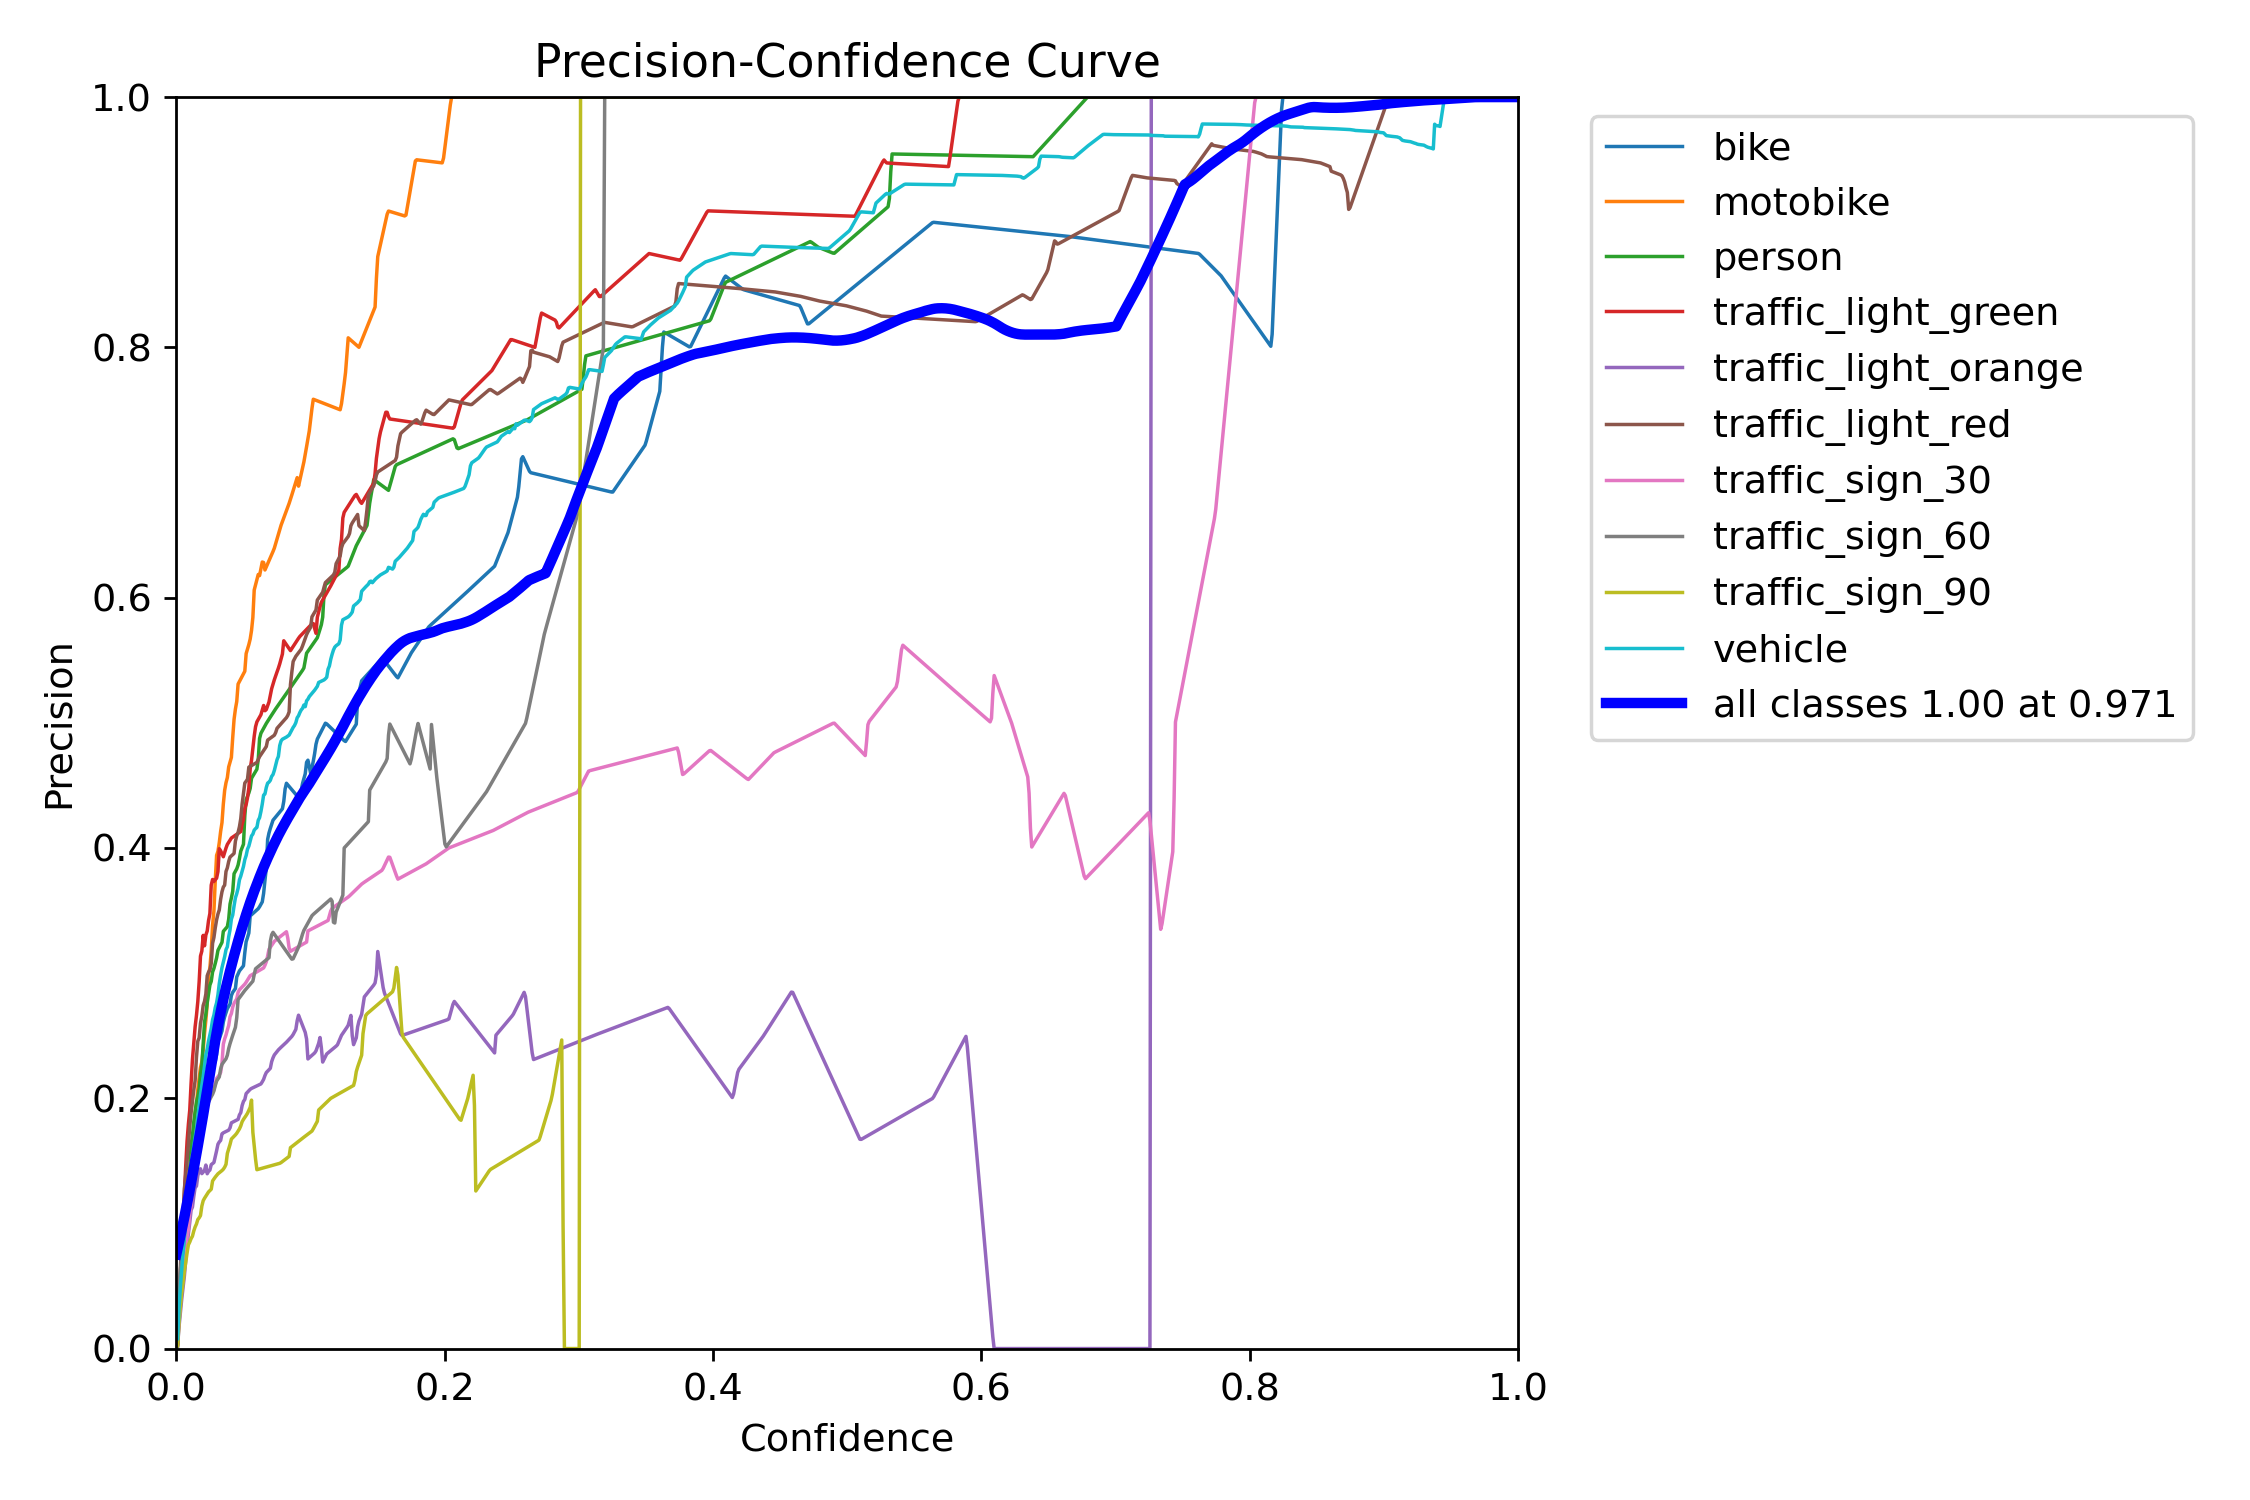 Precision-Confidence Curve
1.0
0.8
0.6
0.4
0.2
0.0
Precision
0.0 0.2 0.4 0.6 0.8 1.0
Confidence
bike
motobike
person
traffic_light_green
traffic_light_orange
traffic_light_red
traffic_sign_30
traffic_sign_60
traffic_sign_90
vehicle
all classes 1.00 at 0.971